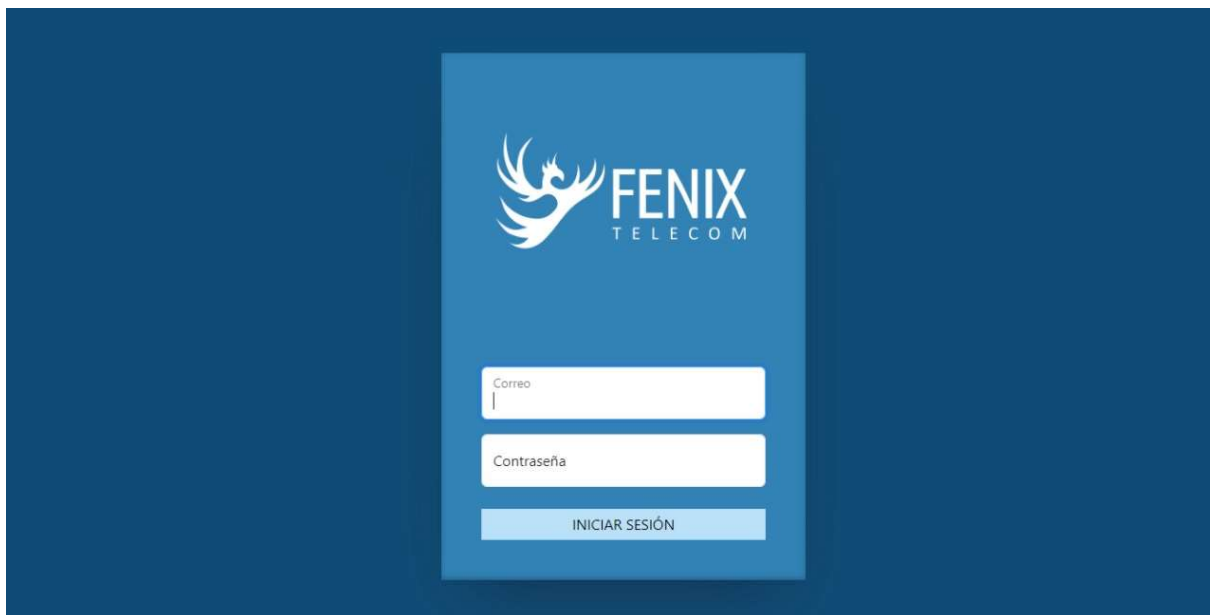 FENIX
TELECOM
Correo
Contraseña
INICIAR SESIÓN